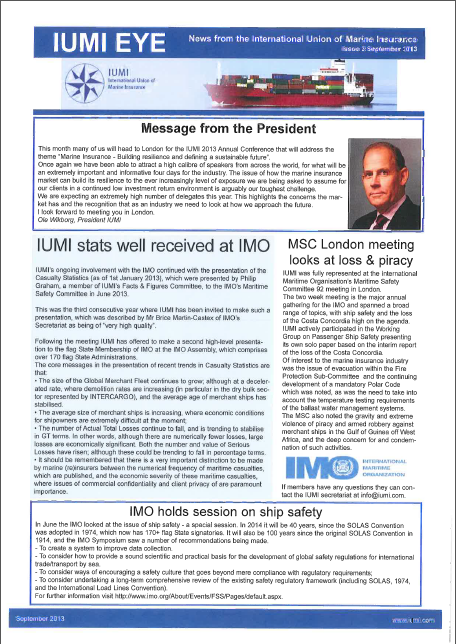 IUMI EYE
News from the International Union of Marine Insurance
Issue 2 September 2013
IUMI
International Union of
Marine Insurance
Message from the President
This month many of us will head to London for the IUMI 2013 Annual Conference that will address the
theme "Marine Insurance - Building resilience and defining a sustainable future".
Once again we have been able to attract a high calibre of speakers from across the world, for what will be
an extremely important and informative four days for the industry. The issue of how the marine insurance
market can build its resilience to the ever increasingly level of exposure we are being asked to assume for
our clients in a continued low investment return environment is arguably our toughest challenge.
We are expecting an extremely high number of delegates this year. This highlights the concerns the mar-
ket has and the recognition that as an industry we need to look at how we approach the future.
I look forward to meeting you in London.
Ole Wikborg, President IUMI
IUMI stats well received at IMO
IUMI's ongoing involvement with the IMO continued with the presentation of the
Casualty Statistics (as of 1st January 2013), which were presented by Philip
Graham, a member of IUMI's Facts & Figures Committee, to the IMO's Maritime
Safety Committee in June 2013.
This was the third consecutive year where IUMI has been invited to make such a
presentation, which was described by Mr Brice Martin-Castex of IMO's
Secretariat as being of "very high quality".
Following the meeting IUMI has offered to make a second high-level presenta-
tion to the flag State Membership of IMO at the IMO Assembly, which comprises
over 170 flag State Administrations.
The core messages in the presentation of recent trends in Casualty Statistics are
that:
• The size of the Global Merchant Fleet continues to grow; although at a deceler-
ated rate, where demolition rates are increasing (in particular in the dry bulk sec-
tor represented by INTERCARGO), and the average age of merchant ships has
stabilised.
• The average size of merchant ships is increasing, where economic conditions
for shipowners are extremely difficult at the moment;
• The number of Actual Total Losses continue to fall, and is trending to stabilise
in GT terms. In other words, although there are numerically fewer losses, large
losses are economically significant. Both the number and value of Serious
Losses have risen; although these could be trending to fall in percentage terms.
• It should be remembered that there is a very important distinction to be made
by marine (re)insurers between the numerical frequency of maritime casualties,
which are published, and the economic severity of these maritime casualties,
where issues of commercial confidentiality and client privacy are of paramount
importance.
MSC London meeting
looks at loss & piracy
IUMI was fully represented at the International
Maritime Organisation's Maritime Safety
Committee 92 meeting in London.
The two week meeting is the major annual
gathering for the IMO and spanned a broad
range of topics, with ship safety and the loss
of the Costa Concordia high on the agenda.
IUMI actively participated in the Working
Group on Passenger Ship Safety presenting
its own solo paper based on the interim report
of the loss of the Costa Concordia.
Of interest to the marine insurance industry
was the issue of evacuation within the Fire
Protection Sub-Committee and the continuing
development of a mandatory Polar Code
which was noted, as was the need to take into
account the temperature testing requirements
of the ballast water management systems.
The MSC also noted the gravity and extreme
violence of piracy and armed robbery against
merchant ships in the Gulf of Guinea off West
Africa, and the deep concern for and condem-
nation of such activities.
IMO
INTERNATIONAL
MARITIME
ORGANIZATION
If members have any questions they can con-
tact the IUMI secretariat at info@iumi.com.
IMO holds session on ship safety
In June the IMO looked at the issue of ship safety - a special session. In 2014 it will be 40 years, since the SOLAS Convention
was adopted in 1974, which now has 170+ flag State signatories. It will also be 100 years since the original SOLAS Convention in
1914, and the IMO Symposium saw a number of recommendations being made.
- To create a system to improve data collection.
- To consider how to provide a sound scientific and practical basis for the development of global safety regulations for international
trade/transport by sea.
- To consider ways of encouraging a safety culture that goes beyond mere compliance with regulatory requirements;
- To consider undertaking a long-term comprehensive review of the existing safety regulatory framework (including SOLAS, 1974,
and the International Load Lines Convention).
For further information visit http://www.imo.org/About/Events/FSS/Pages/default.aspx.
September 2013
www.iumi.com